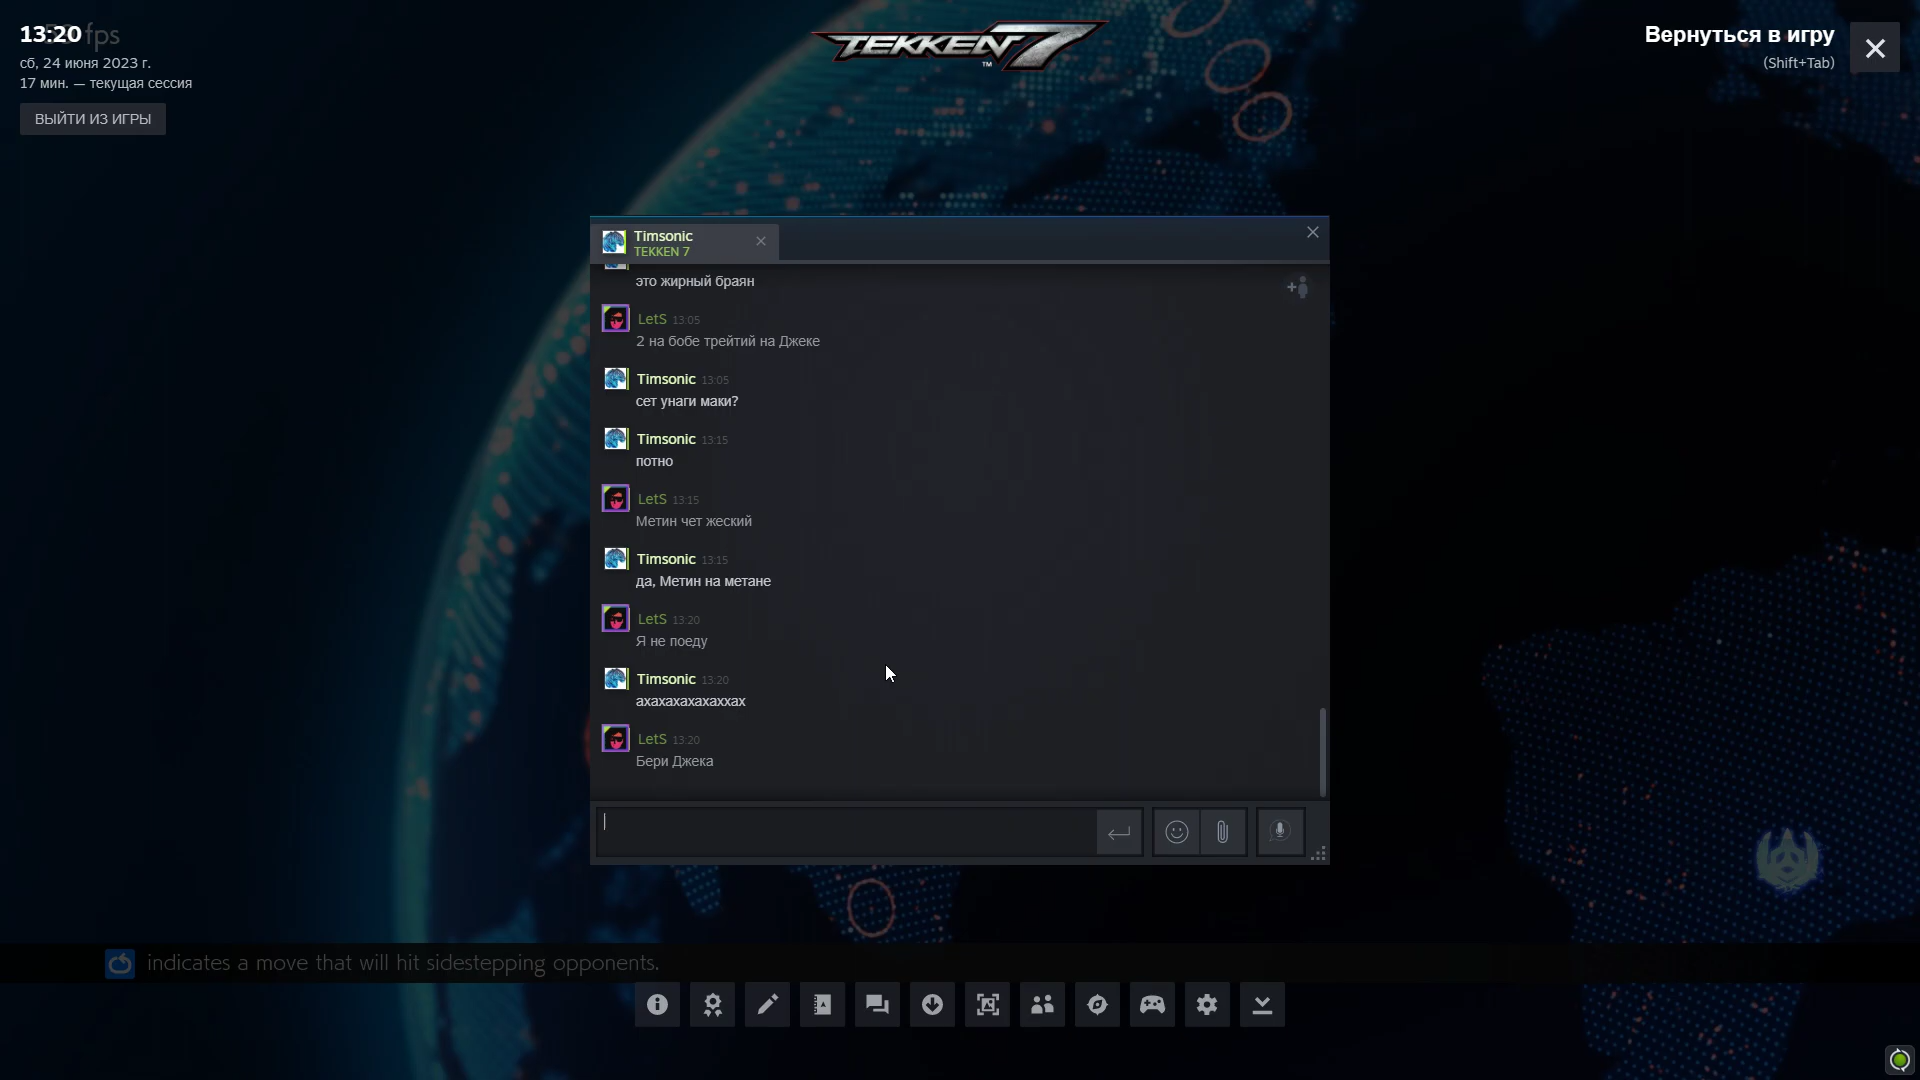 13:20
fps
сб, 24 июня 2023 г.
17 мин. — текущая сессия
ВЫЙТИ ИЗ ИГРЫ
TEKKEN 7
TM
Вернуться в игру
(Shift+Tab)
Timsonic
TEKKEN 7
это жирный браян
LetS 13:05
2 на бобе трейтий на Джеке
Timsonic 13:05
сет унаги маки?
Timsonic 13:15
потно
LetS 13:15
Метин чет жеский
Timsonic 13:15
да, Метин на метане
LetS 13:20
Я не поеду
Timsonic 13:20
ахахахахахаххах
LetS 13:20
Бери Джека
indicates a move that will hit sidestepping opponents.